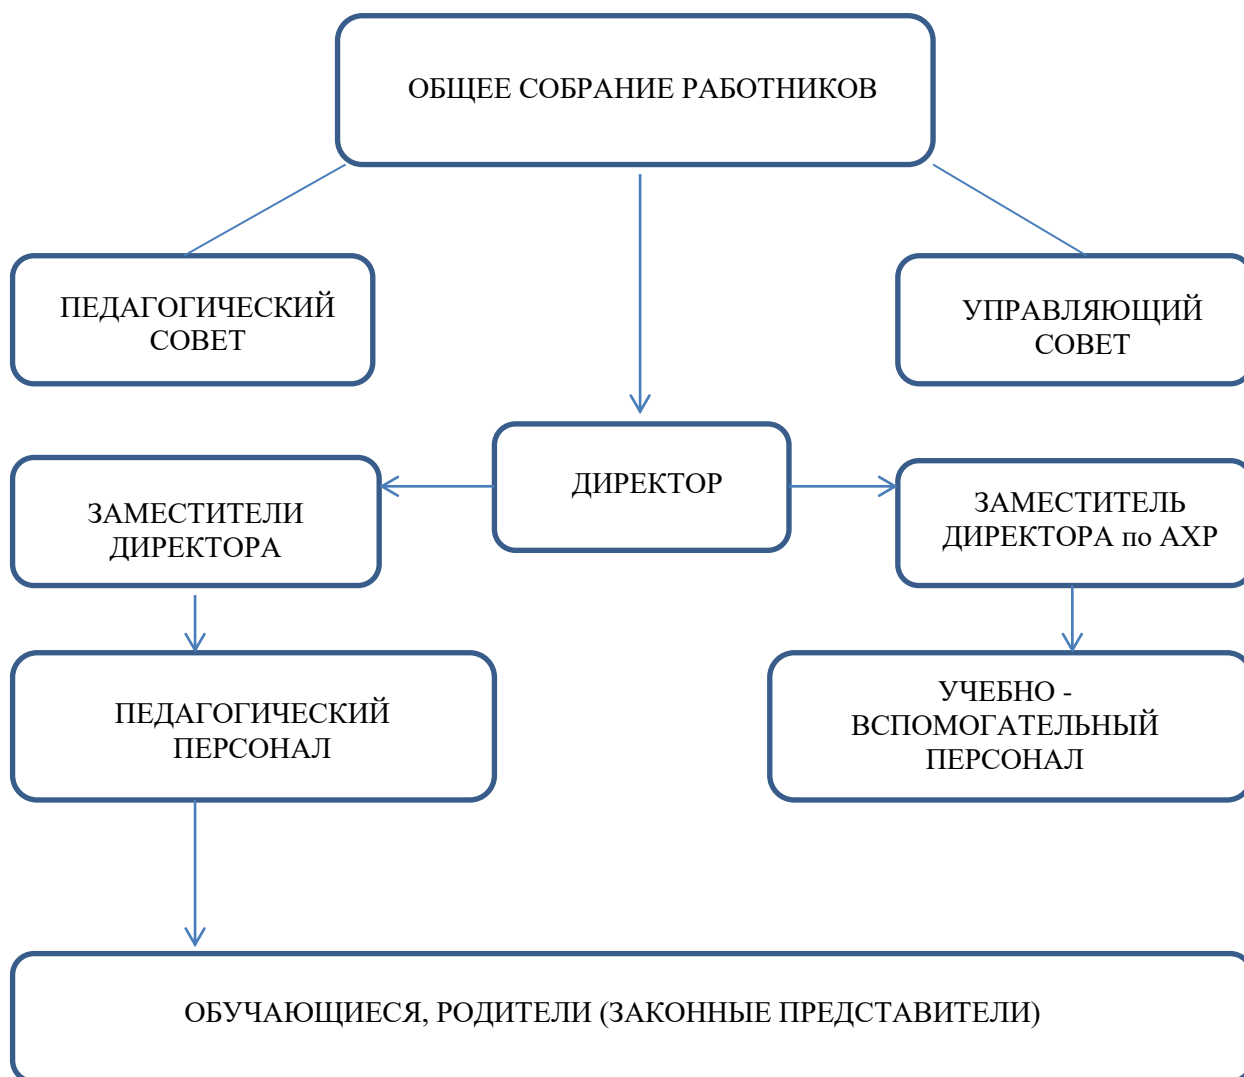 ОБЩЕЕ СОБРАНИЕ РАБОТНИКОВ
ПЕДАГОГИЧЕСКИЙ
СОВЕТ
УПРАВЛЯЮЩИЙ
СОВЕТ
ДИРЕКТОР
ЗАМЕСТИТЕЛИ
ДИРЕКТОРА
ЗАМЕСТИТЕЛЬ
ДИРЕКТОРА по АХР
ПЕДАГОГИЧЕСКИЙ
ПЕРСОНАЛ
УЧЕБНО -
ВСПОМОГАТЕЛЬНЫЙ
ПЕРСОНАЛ
ОБУЧАЮЩИЕСЯ, РОДИТЕЛИ (ЗАКОННЫЕ ПРЕДСТАВИТЕЛИ)